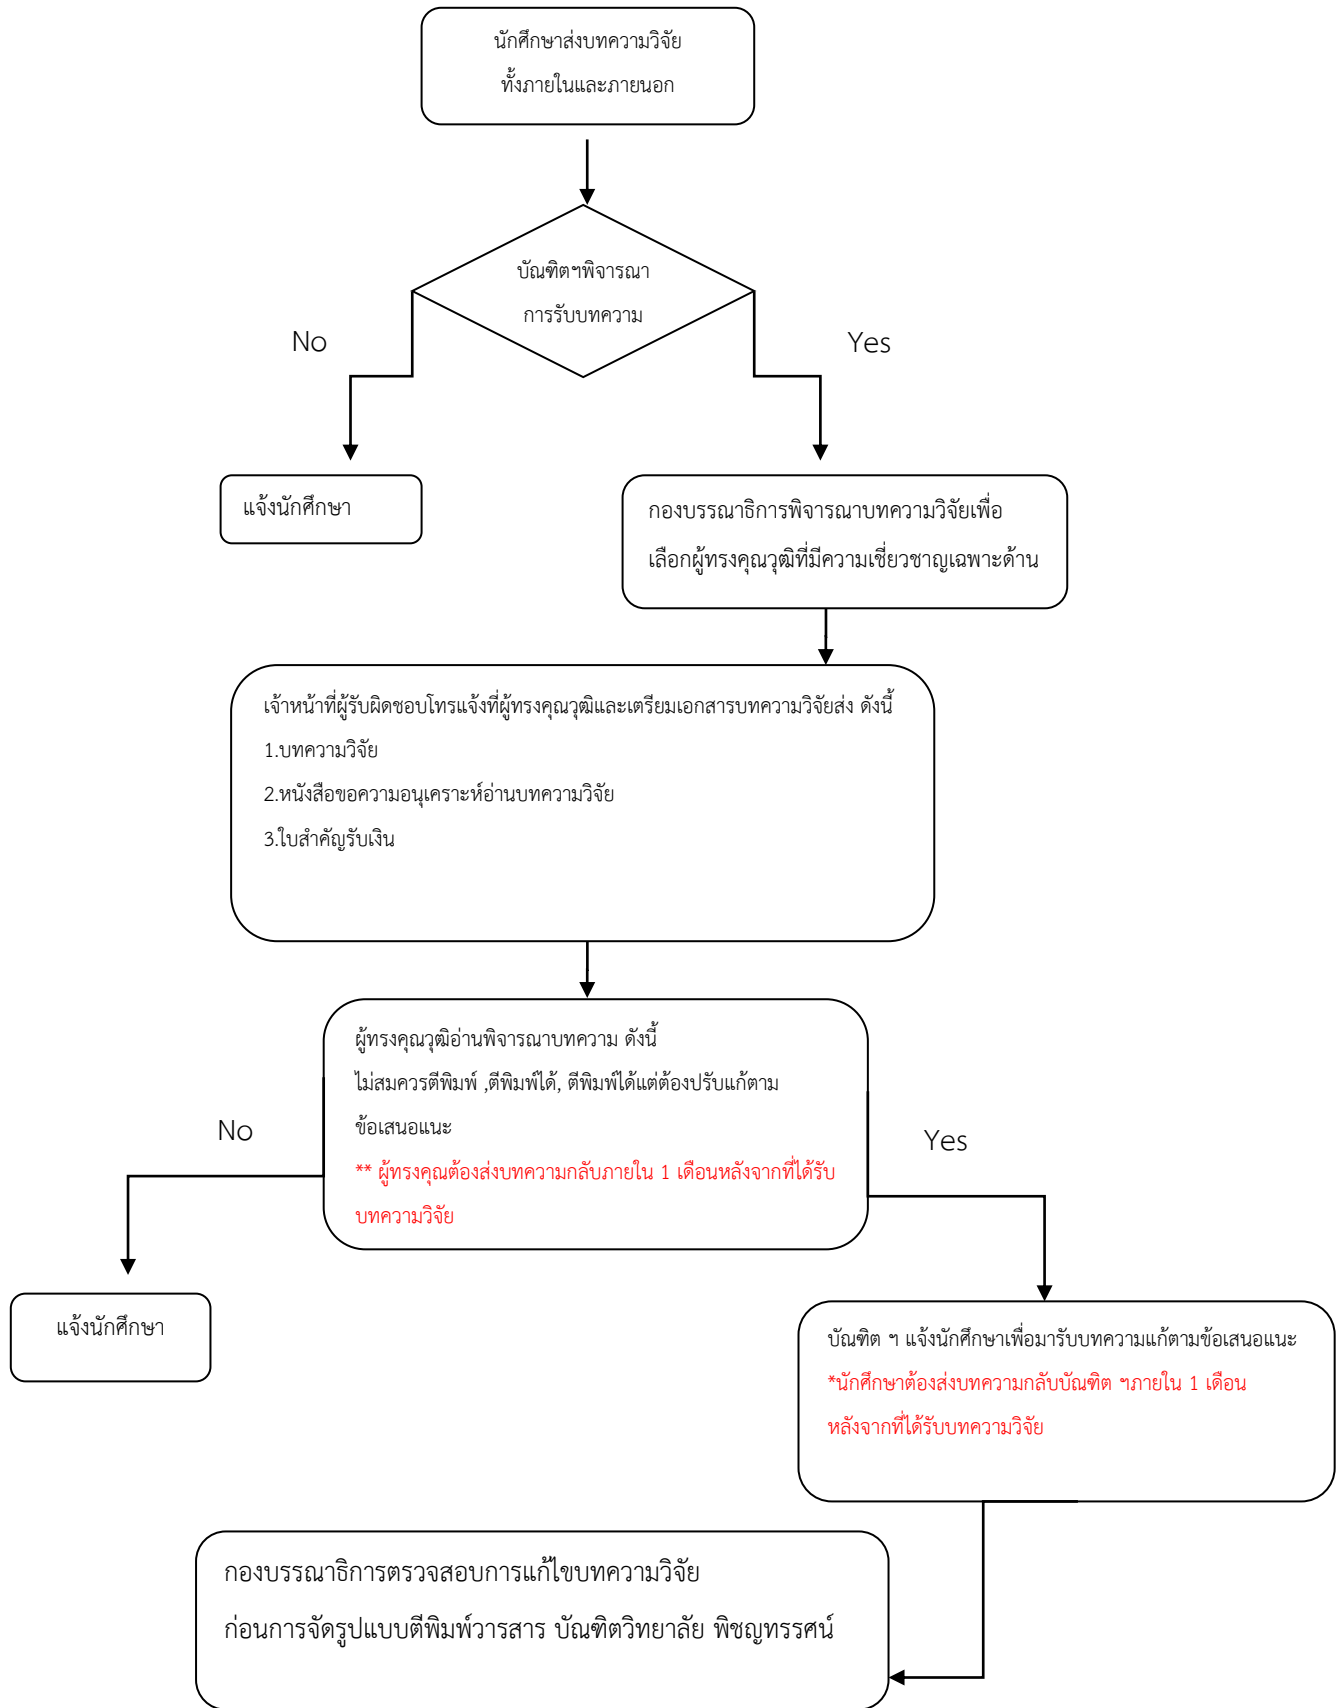 นักศึกษาส่งบทความวิจัย
ทั้งภายในและภายนอก
บัณฑิตฯพิจารณา
การรับบทความ
No
Yes
แจ้งนักศึกษา
กองบรรณาธิการพิจารณาบทความวิจัยเพื่อ
เลือกผู้ทรงคุณวุฒิที่มีความเชี่ยวชาญเฉพาะด้าน
เจ้าหน้าที่ผู้รับผิดชอบโทรแจ้งที่ผู้ทรงคุณวุฒิและเตรียมเอกสารบทความวิจัยส่ง ดังนี้
1.บทความวิจัย
2.หนังสือขอความอนุเคราะห์อ่านบทความวิจัย
3.ใบสำคัญรับเงิน
ผู้ทรงคุณวุฒิอ่านพิจารณาบทความ ดังนี้
ไม่สมควรตีพิมพ์ ,ตีพิมพ์ได้, ตีพิมพ์ได้แต่ต้องปรับแก้ตาม
ข้อเสนอแนะ
** ผู้ทรงคุณต้องส่งบทความกลับภายใน 1 เดือนหลังจากที่ได้รับ
บทความวิจัย
No
Yes
แจ้งนักศึกษา
บัณฑิต ฯ แจ้งนักศึกษาเพื่อมารับบทความแก้ตามข้อเสนอแนะ
*นักศึกษาต้องส่งบทความกลับบัณฑิต ฯภายใน 1 เดือน
หลังจากที่ได้รับบทความวิจัย
กองบรรณาธิการตรวจสอบการแก้ไขบทความวิจัย
ก่อนการจัดรูปแบบตีพิมพ์วารสาร บัณฑิตวิทยาลัย พิชญทรรศน์